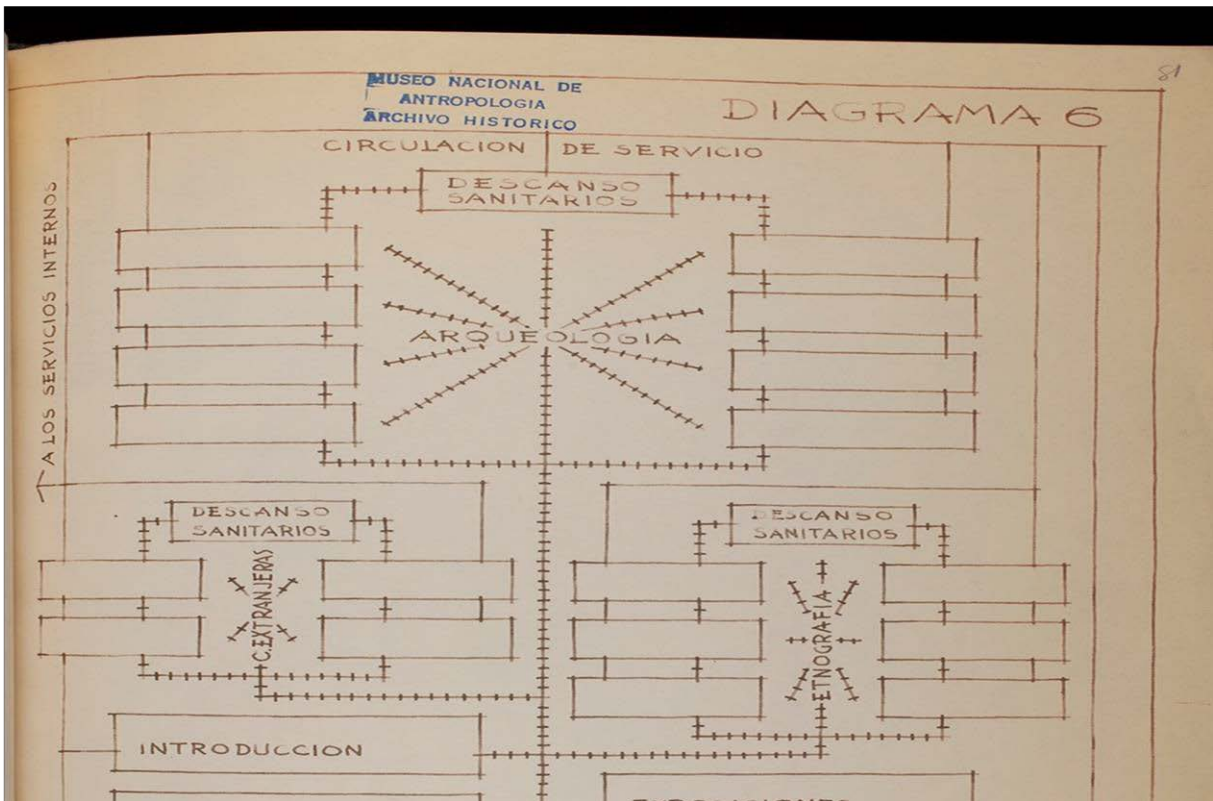 81
MUSEO NACIONAL DE
ANTROPOLOGIA
ARCHIVO HISTORICO
DIAGRAMA 6
CIRCULACION DE SERVICIO
DESCANSO
SANITARIOS
A LOS SERVICIOS INTERNOS
ARQUEOLOGIA
DESCANSO
SANITARIOS
DESCANSO
SANITARIOS
C.EXTRANJERAS
ETNOGRAFIA
INTRODUCCION